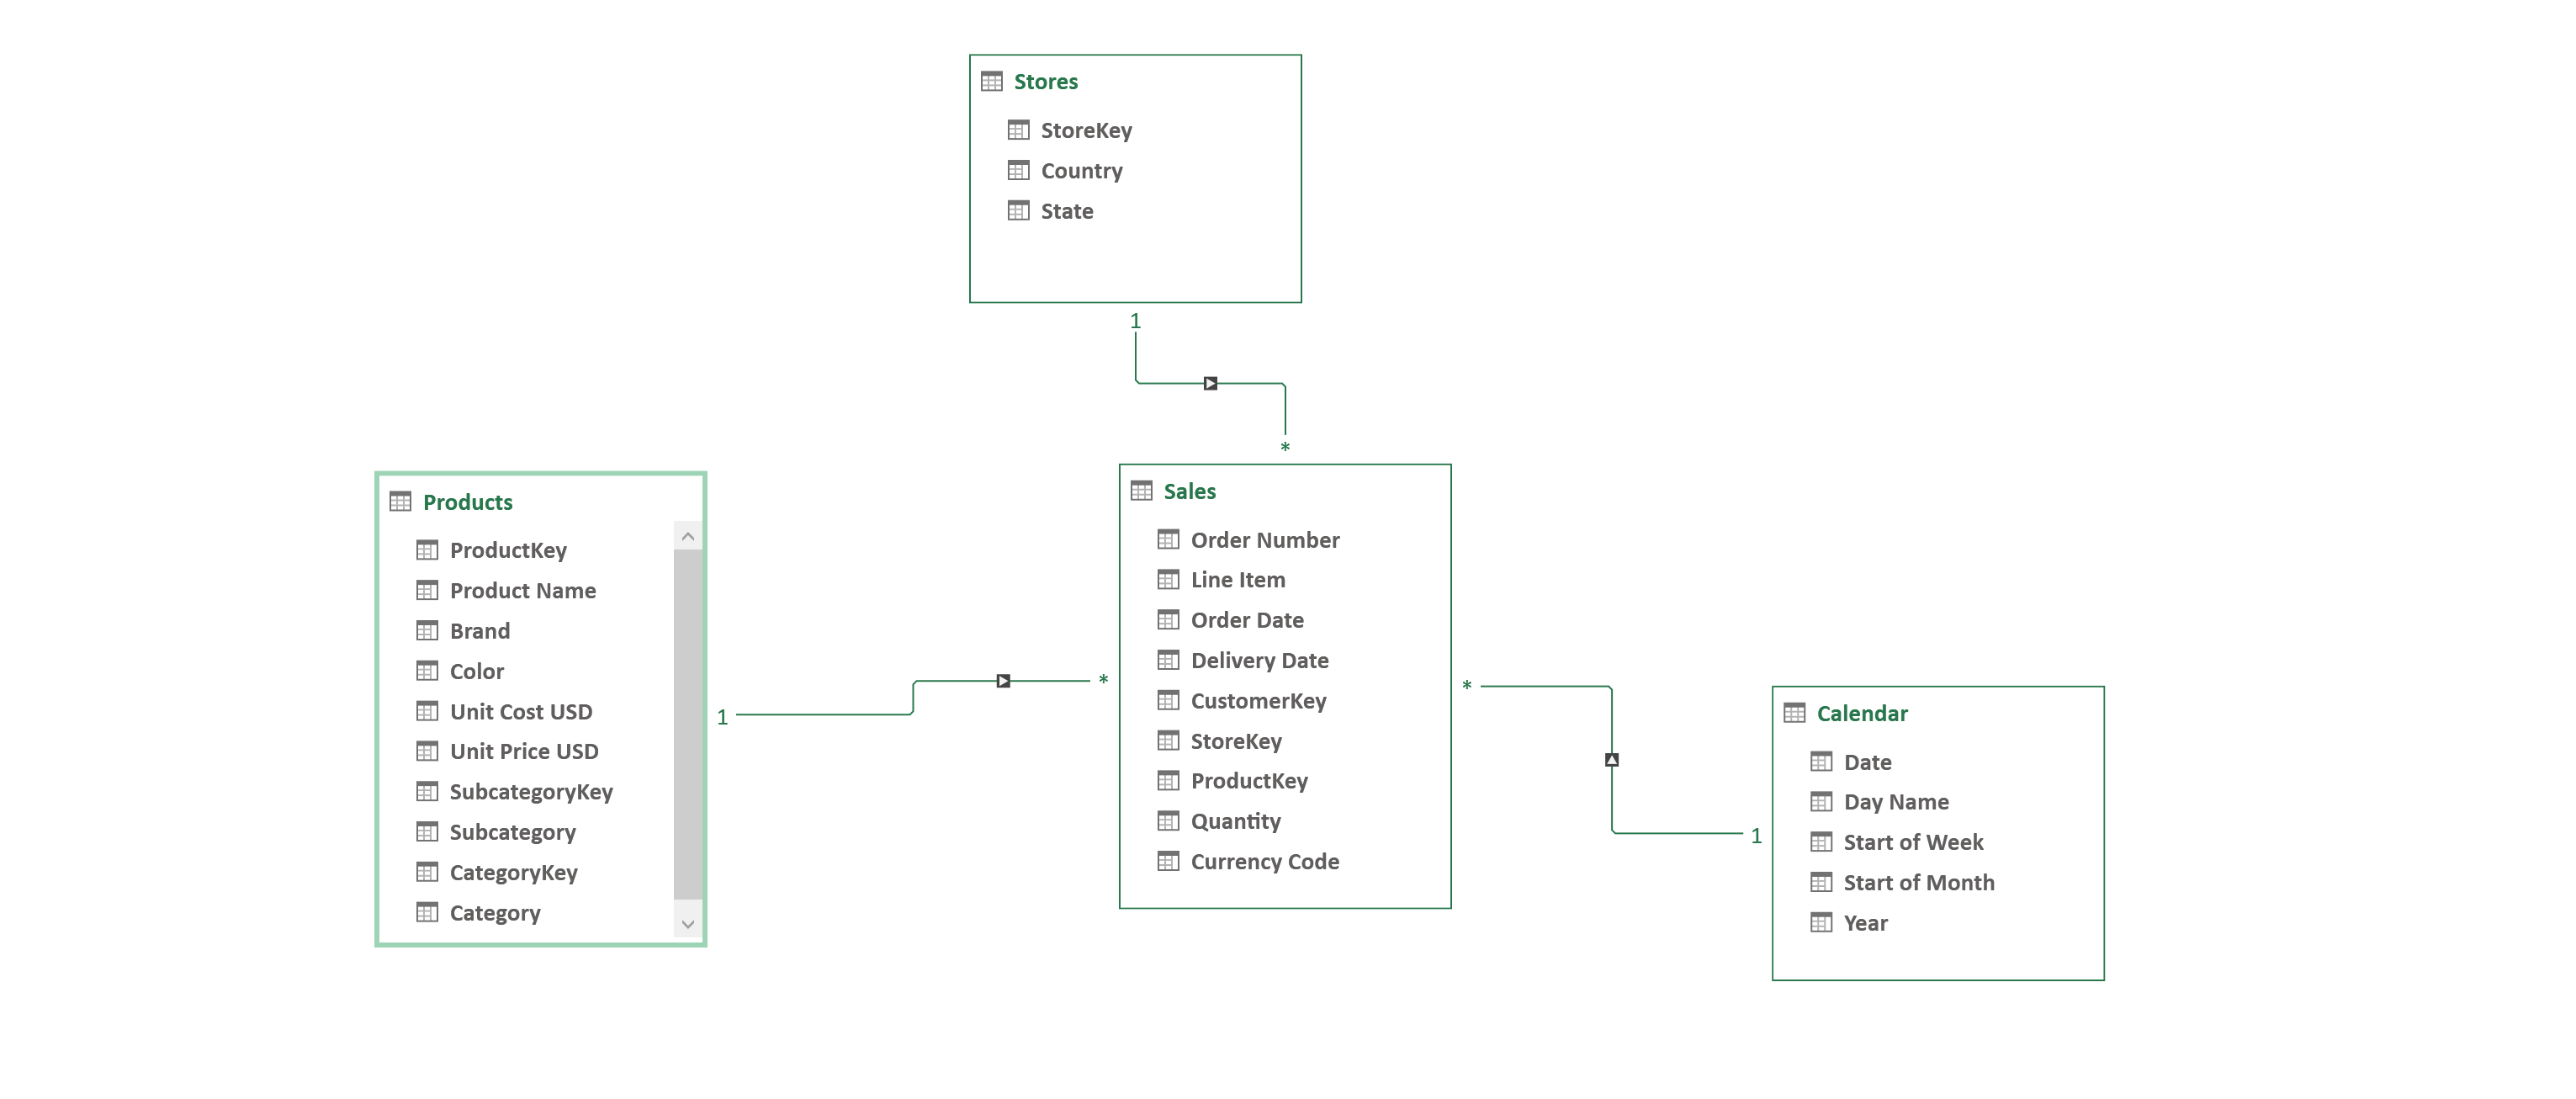 Stores
StoreKey
Country
State
1
*
Products
ProductKey
Product Name
Brand
Color
Unit Cost USD
Unit Price USD
SubcategoryKey
Subcategory
CategoryKey
Category
1
*
Sales
Order Number
Line Item
Order Date
Delivery Date
CustomerKey
StoreKey
ProductKey
Quantity
Currency Code
*
1
Calendar
Date
Day Name
Start of Week
Start of Month
Year